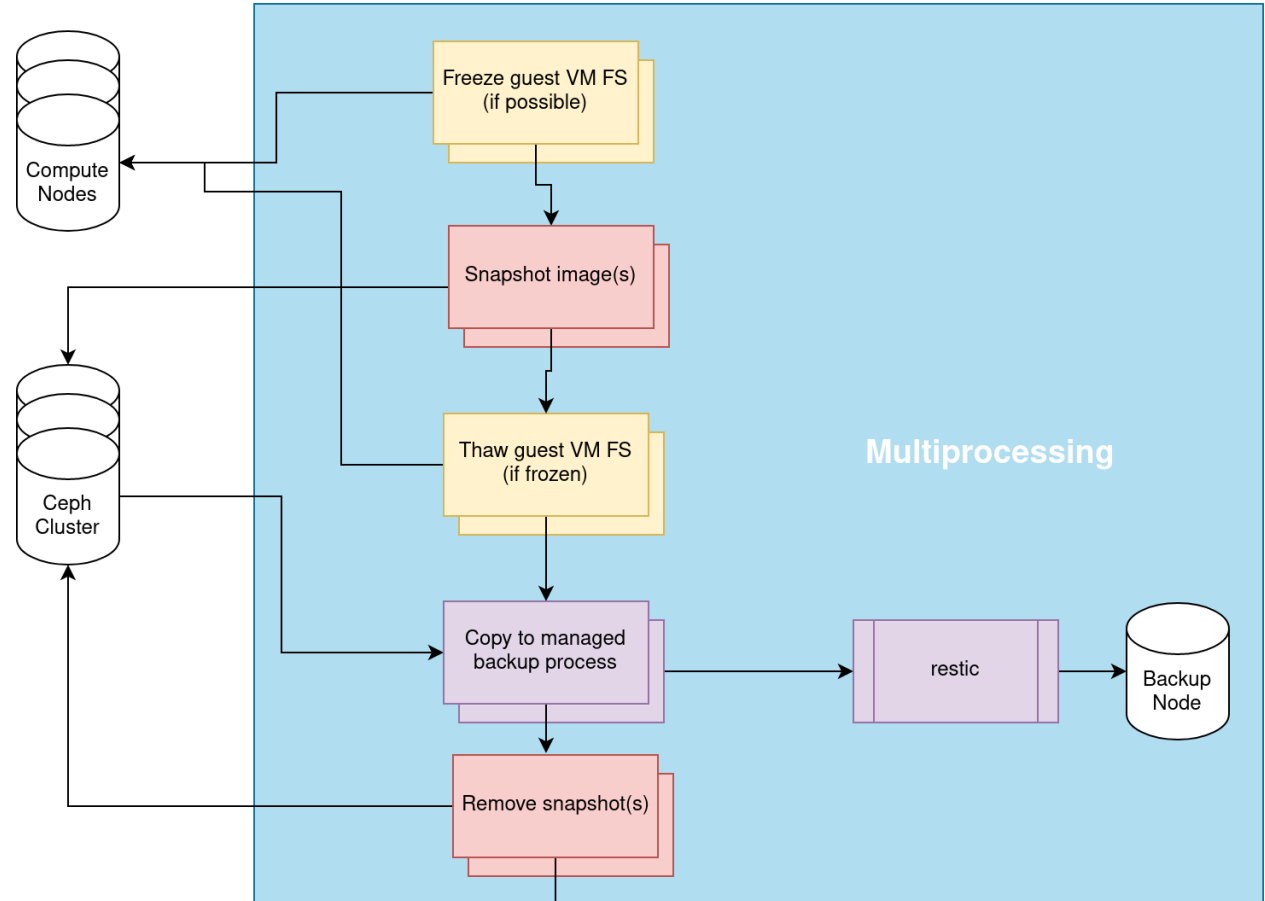 Freeze guest VM FS
(if possible)
Compute
Nodes
Snapshot image(s)
Thaw guest VM FS
(if frozen)
Multiprocessing
Ceph
Cluster
Copy to managed
backup process
restic
Backup
Node
Remove snapshot(s)